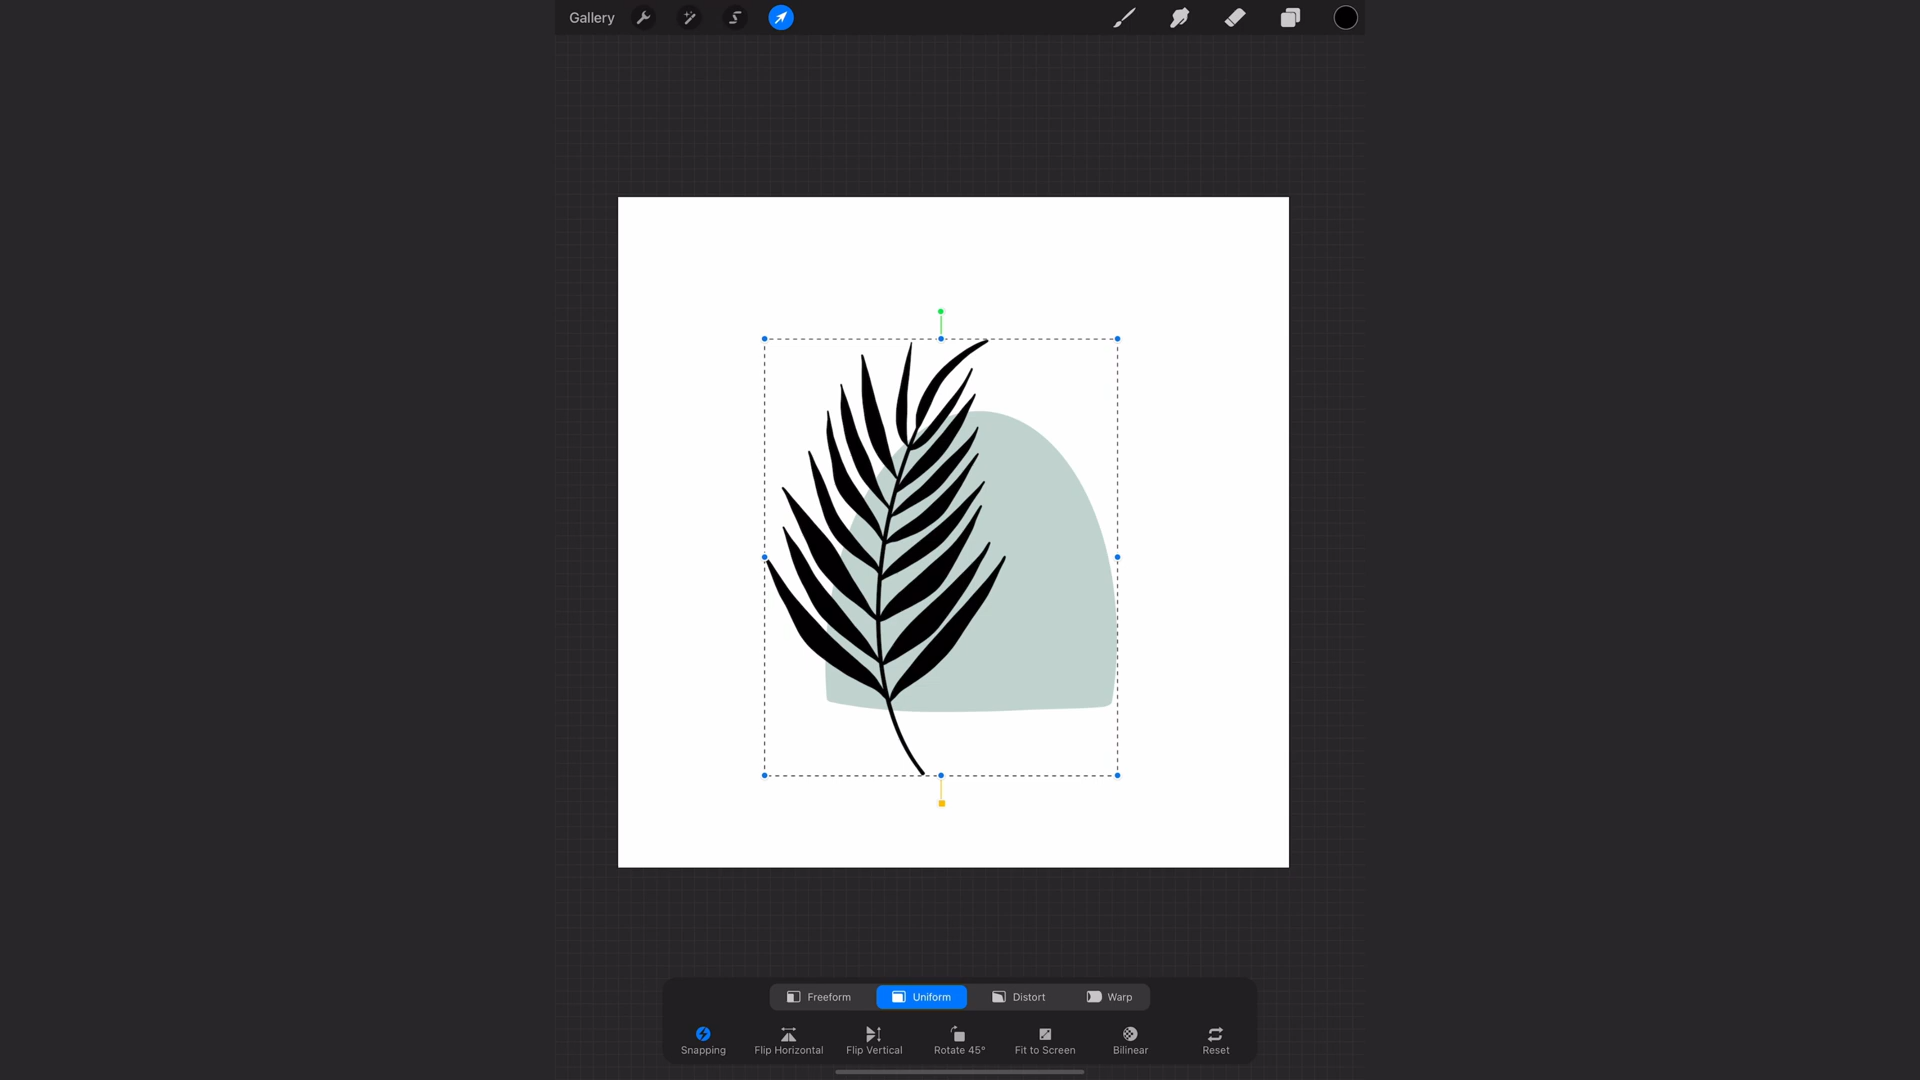 Gallery
Freeform Uniform Distort Warp
Snapping Flip Horizontal Flip Vertical Rotate 45° Fit to Screen Bilinear Reset